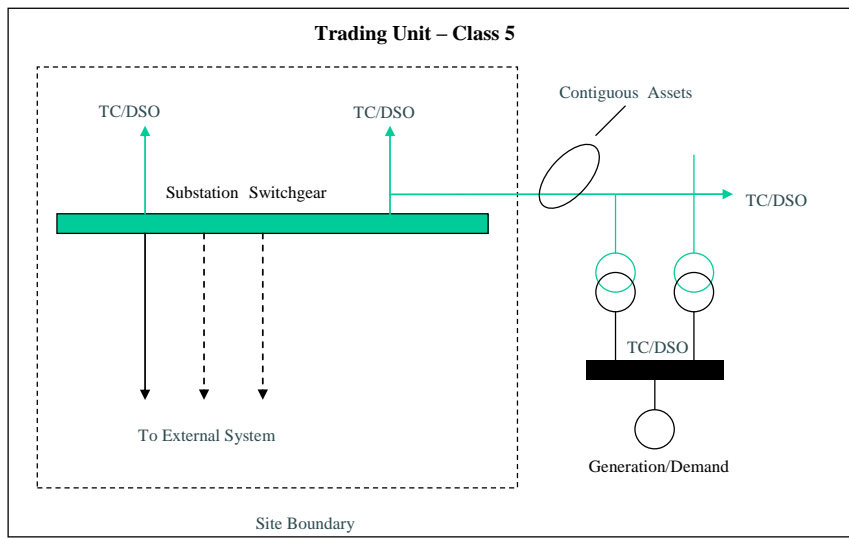 Trading Unit – Class 5
Contiguous Assets
TC/DSO
TC/DSO
Substation Switchgear
TC/DSO
TC/DSO
To External System
Generation/Demand
Site Boundary